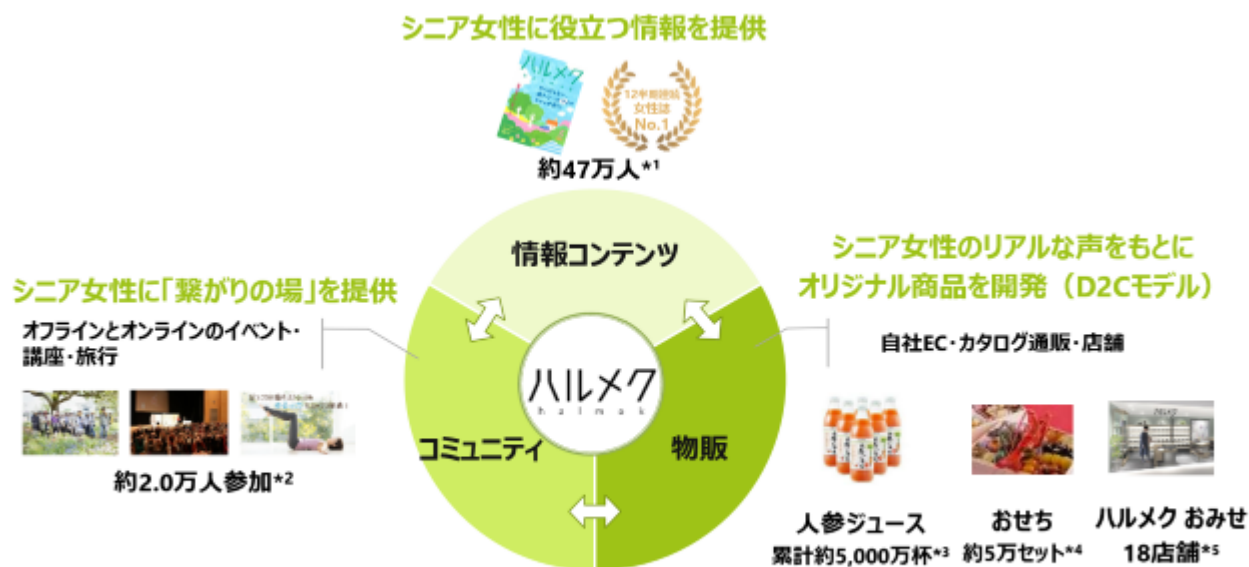 シニア女性に役立つ情報を提供
ハルメク
12年間連続
女性誌
No.1
約47万人*1
情報コンテンツ
シニア女性のリアルな声をもとに
オリジナル商品を開発（D2Cモデル）
シニア女性に「繋がりの場」を提供
オフラインとオンラインのイベント・
講座・旅行
自社EC・カタログ通販・店舗
ハルメク
halmek
コミュニティ
物販
約2.0万人参加*2
人参ジュース
累計約5,000万杯*3
おせち
約5万セット*4
ハルメク おみせ
18店舗*5